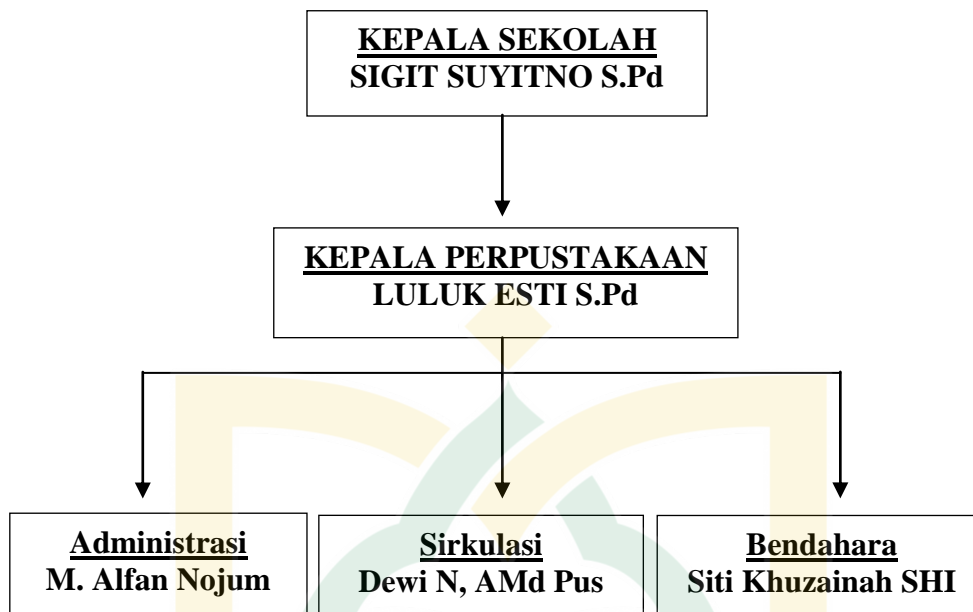 KEPALA SEKOLAH
SIGIT SUYITNO S.Pd
KEPALA PERPUSTAKAAN
LULUK ESTI S.Pd
Administrasi
M. Alfan Nojum
Sirkulasi
Dewi N, AMd Pus
Bendahara
Siti Khuzainah SHI